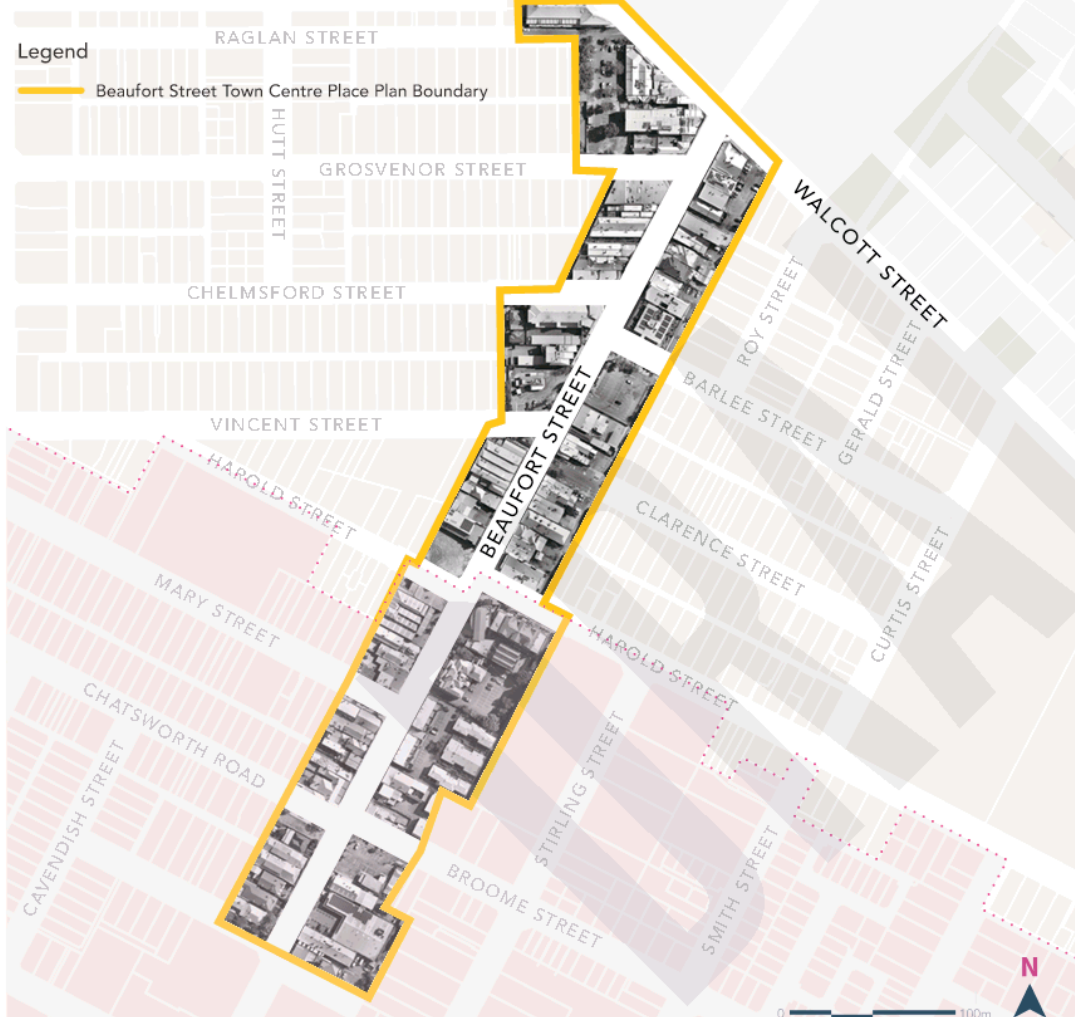 RAGLAN STREET
Legend
Beaufort Street Town Centre Place Plan Boundary
HUTT STREET
GROSVENOR STREET
WALCOTT STREET
CHELMSFORD STREET
ROY STREET
GERALD STREET
BARLEE STREET
BEAUFORT STREET
VINCENT STREET
HAROLD STREET
CLARENCE STREET
CURTIS STREET
MARY STREET
HAROLD STREET
CHATSWORTH ROAD
STIRLING STREET
CAVENDISH STREET
BROOME STREET
SMITH STREET
N
0 100m